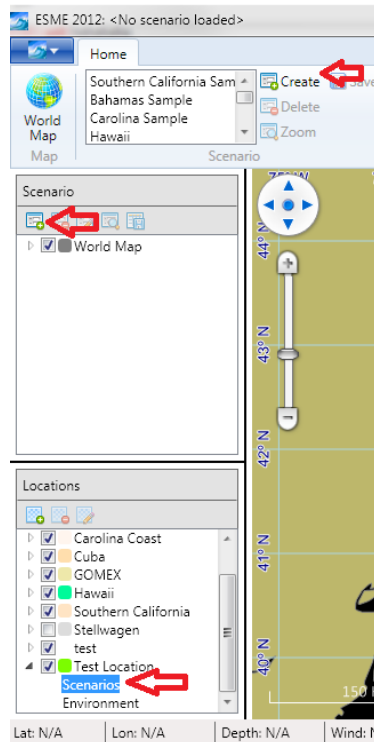 ESME 2012: <No scenario loaded>
Home
World
Map
Southern California Sam
Bahamas Sample
Carolina Sample
Hawaii
Create
Save
Delete
Zoom
Map
Scenario
Scenario
World Map
44° N
43° N
42° N
41° N
40° N
Locations
Carolina Coast
Cuba
GOMEX
Hawaii
Southern California
Stellwagen
test
Test Location
Scenarios
Environment
150
Lat: N/A
Lon: N/A
Depth: N/A
Wind: N